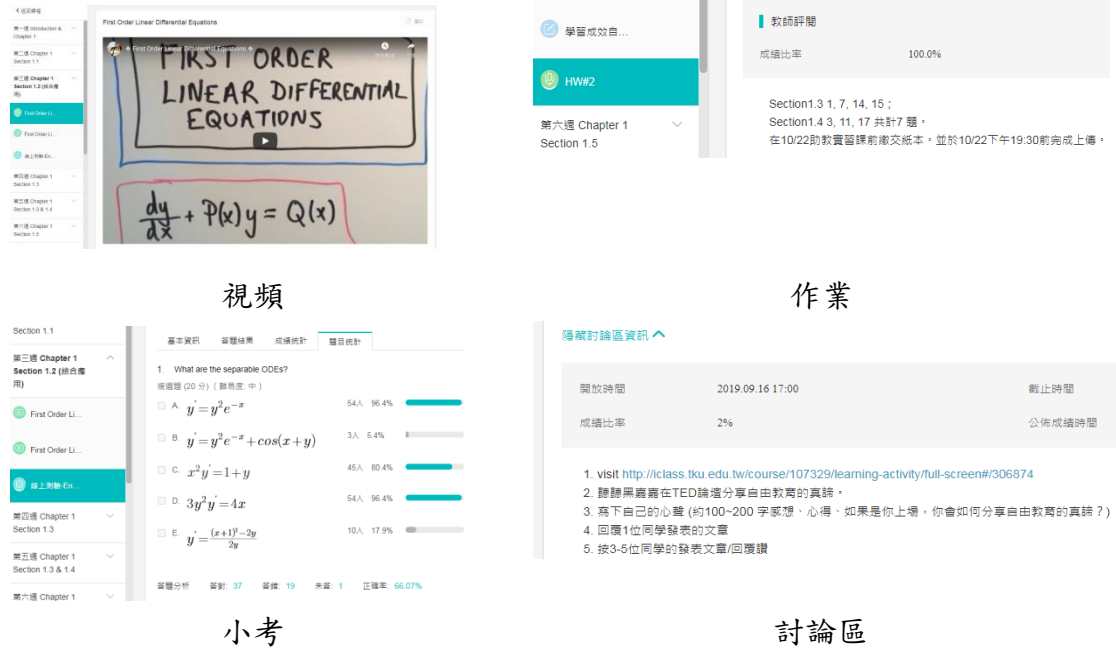 返回課程
第一週 Introduction &
Chapter 1
第二週 Chapter 1
Section 1.1
第三週 Chapter 1
Section 1.2 (綜合應
用)
First Order Li...
First Order Li...
線上測驗-En...
第四週 Chapter 1
Section 1.3
第五週 Chapter 1
Section 1.3 & 1.4
第六週 Chapter 1
Section 1.5
First Order Linear Differential Equations
❖ First Order Linear Differential Equations ❖
FIRST ORDER
LINEAR DIFFERENTIAL
EQUATIONS
dy/dx + P(x) y = Q(x)
視頻
學習成效自...
HW#2
第六週 Chapter 1
Section 1.5
教師評閱
成績比率 100.0%
Section1.3 1, 7, 14, 15；
Section1.4 3, 11, 17 共計7 題。
在10/22助教實習課前繳交紙本。並於10/22下午19:30前完成上傳。
作業
Section 1.1
第三週 Chapter 1
Section 1.2 (綜合應
用)
First Order Li...
First Order Li...
線上測驗-En...
第四週 Chapter 1
Section 1.3
第五週 Chapter 1
Section 1.3 & 1.4
第六週 Chapter 1
基本資訊 答題結果 成績統計 題目統計
1. What are the separable ODEs?
複選題 (20 分) ( 難易度: 中 )
A. y′=y²e⁻ˣ 54人 96.4%
B. y′=y²e⁻ˣ+cos(x+y) 3人 5.4%
C. x²y′=1+y 45人 80.4%
D. 3y²y′=4x 54人 96.4%
E. y′=((x+1)²−2y)/2y 10人 17.9%
答題分析 答對: 37 答錯: 19 未答: 1 正確率: 66.07%
小考
隱藏討論區資訊
開放時間 2019.09.16 17:00 截止時間
成績比率 2% 公佈成績時間
1. visit http://iclass.tku.edu.tw/course/107329/learning-activity/full-screen#/306874
2. 聽聽黑嘉嘉在TED論壇分享自由教育的真諦。
3. 寫下自己的心聲 (約100~200 字感想、心得、如果是你上場，你會如何分享自由教育的真諦？)
4. 回覆1位同學發表的文章
5. 按3-5位同學的發表文章/回覆讚
討論區